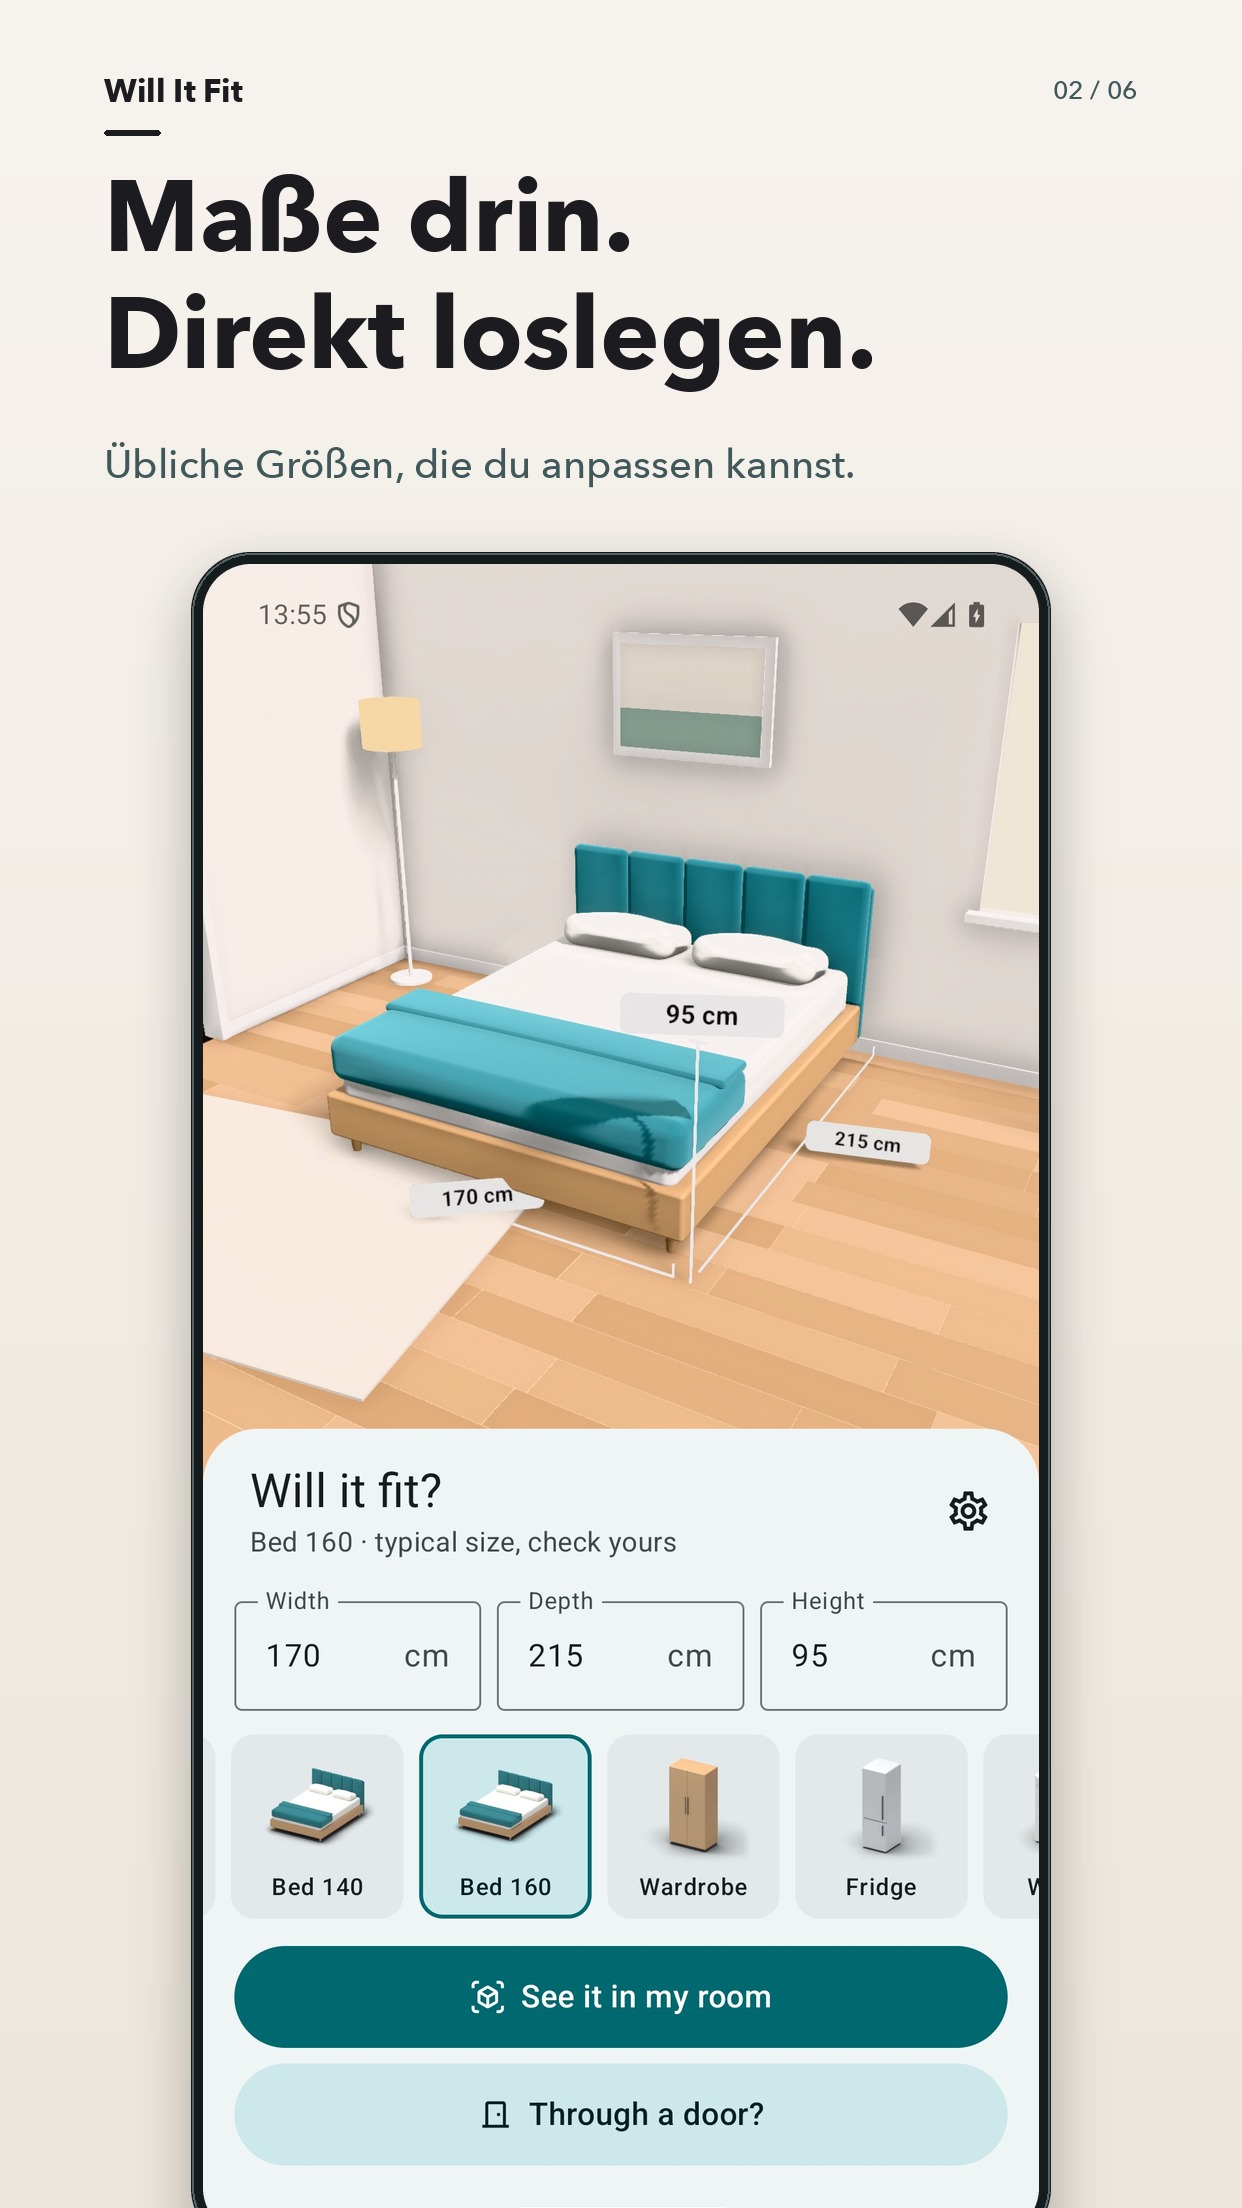 Will It Fit
02 / 06
Maße drin.
Direkt loslegen.
Übliche Größen, die du anpassen kannst.
13:55
95 cm
215 cm
170 cm
Will it fit?
Bed 160 · typical size, check yours
Width
Depth
Height
170 cm
215 cm
95 cm
Bed 140
Bed 160
Wardrobe
Fridge
See it in my room
Through a door?